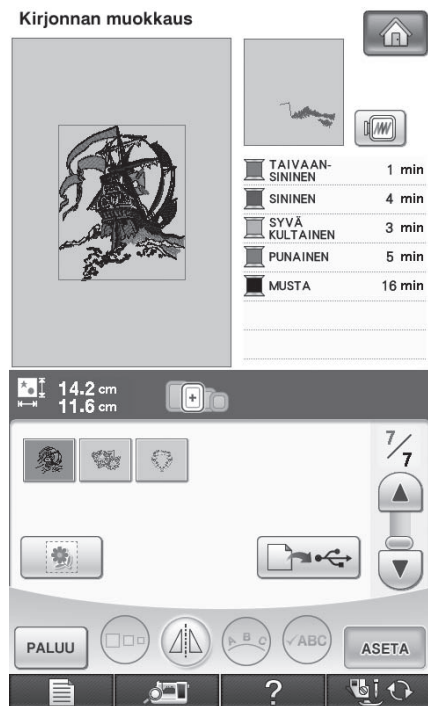 Kirjonnan muokkaus
TAIVAAN-
SININEN 1 min
SININEN 4 min
SYVÄ
KULTAINEN 3 min
PUNAINEN 5 min
MUSTA 16 min
14.2 cm
11.6 cm
7/7
PALUU
A B C
✓ABC
ASETA
?